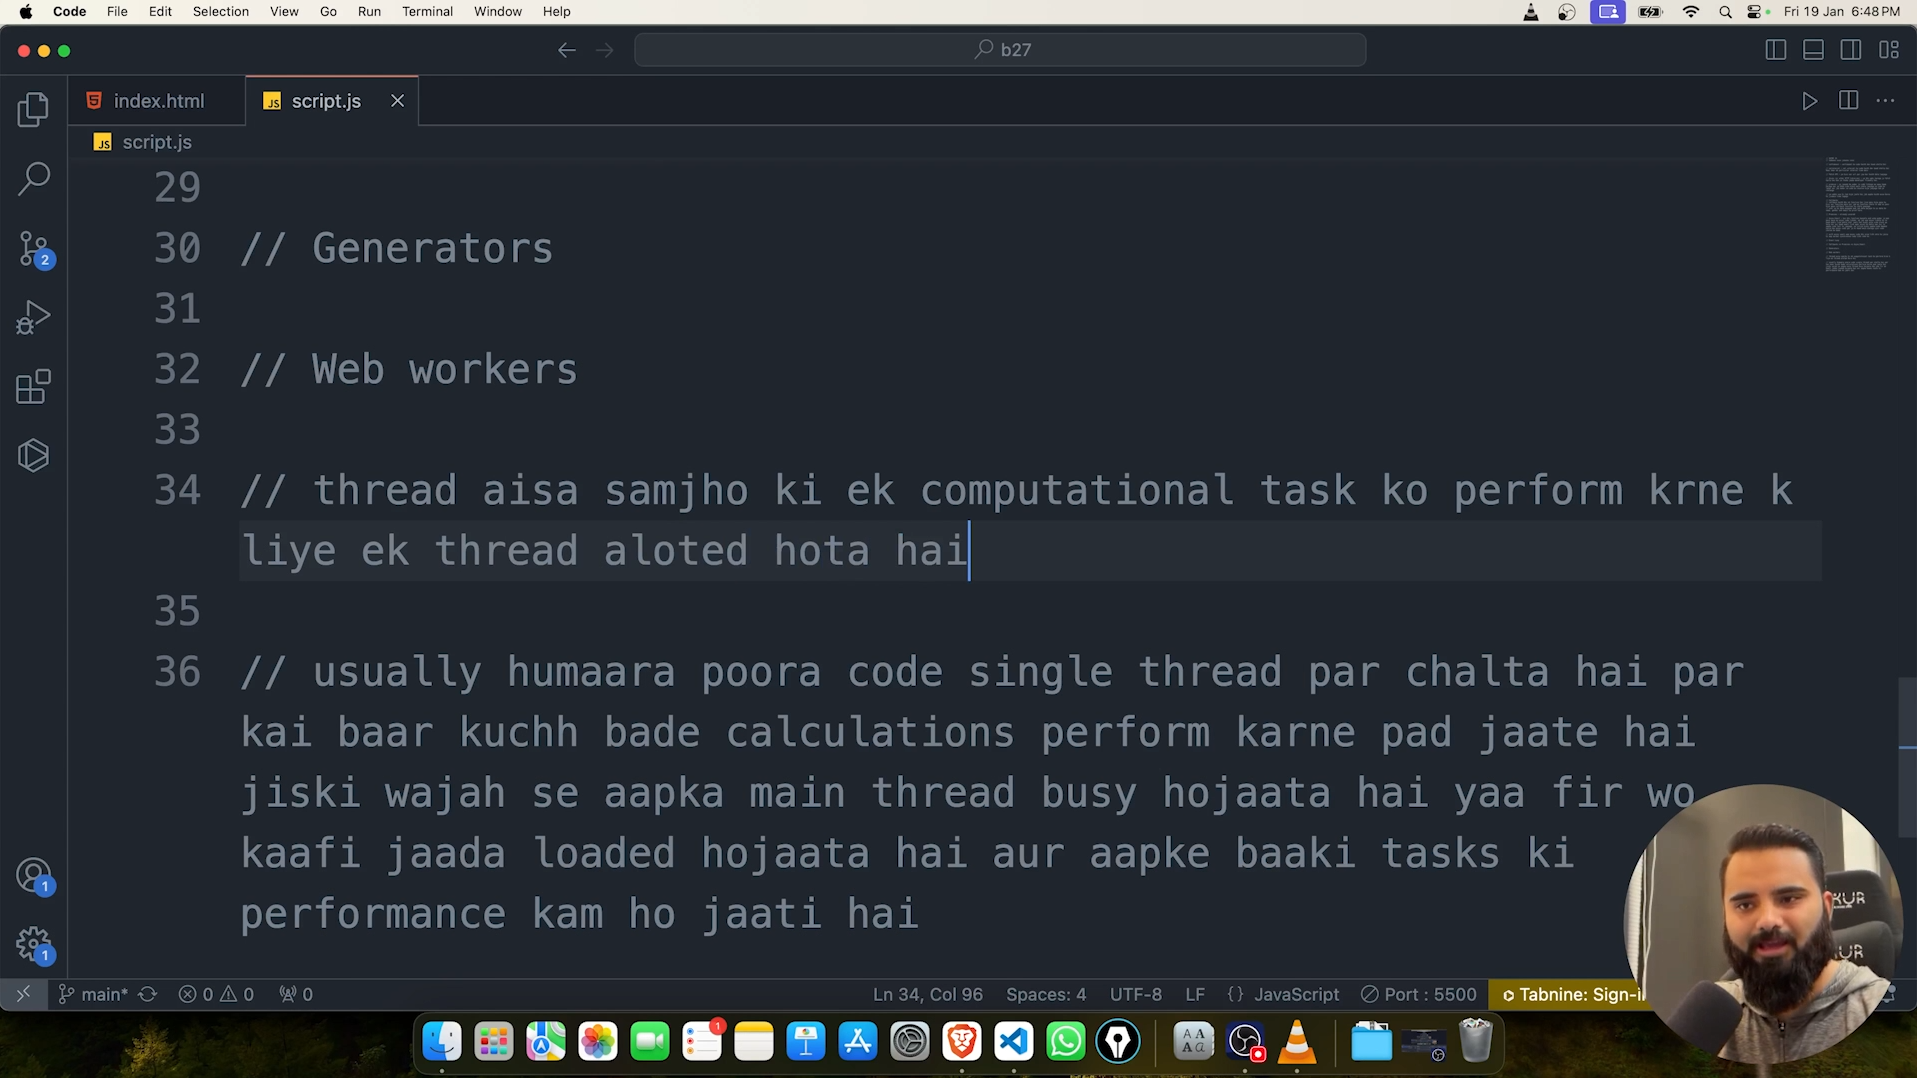 Code File Edit Selection View Go Run Terminal Window Help Fri 19 Jan 6:48 PM
b27
index.html script.js
script.js
29
30 // Generators
31
32 // Web workers
33
34 // thread aisa samjho ki ek computational task ko perform krne k
liye ek thread aloted hota hai
35
36 // usually humaara poora code single thread par chalta hai par
kai baar kuchh bade calculations perform karne pad jaate hai
jiski wajah se aapka main thread busy hojaata hai yaa fir wo
kaafi jaada loaded hojaata hai aur aapke baaki tasks ki
performance kam ho jaati hai
main* 0 0 0 Ln 34, Col 96 Spaces: 4 UTF-8 LF {} JavaScript Port : 5500 Tabnine: Sign-i